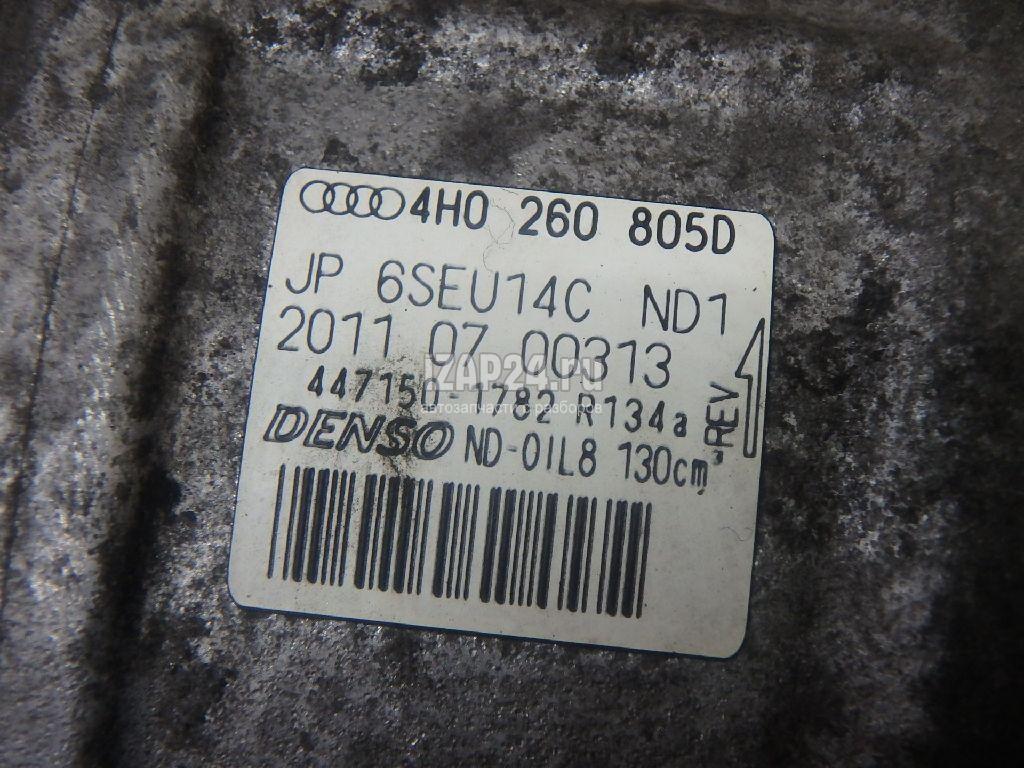 4H0 260 805D
JP 6SEU14C ND1
2011 07 00313
IZAP24.ru
447150-1782 R134a
автозапчасти с разборов
DENSO ND-OIL8 130cm³
REV